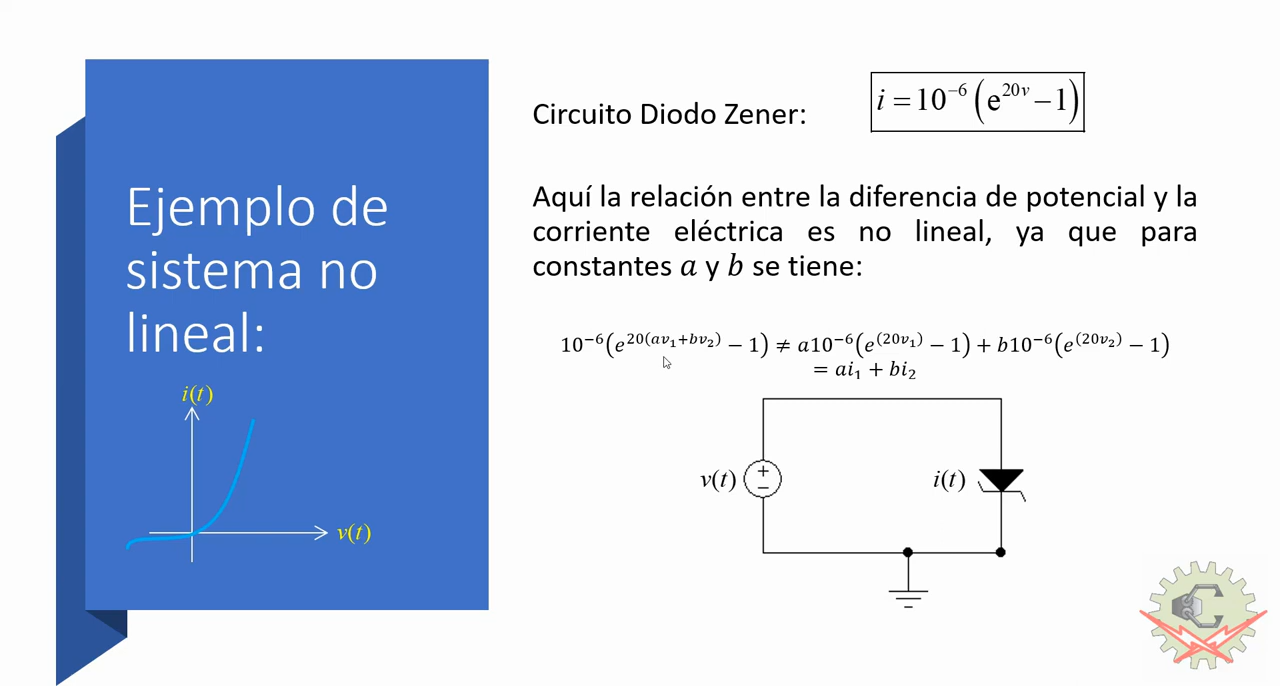 Ejemplo de
sistema no
lineal:
i(t)
v(t)
Circuito Diodo Zener:
i = 10⁻⁶ (e²⁰ᵛ − 1)
Aquí la relación entre la diferencia de potencial y la
corriente eléctrica es no lineal, ya que para
constantes a y b se tiene:
10⁻⁶(e^{20(av₁+bv₂)} − 1) ≠ a10⁻⁶(e^{(20v₁)} − 1) + b10⁻⁶(e^{(20v₂)} − 1)
= ai₁ + bi₂
v(t)
+
−
i(t)
C